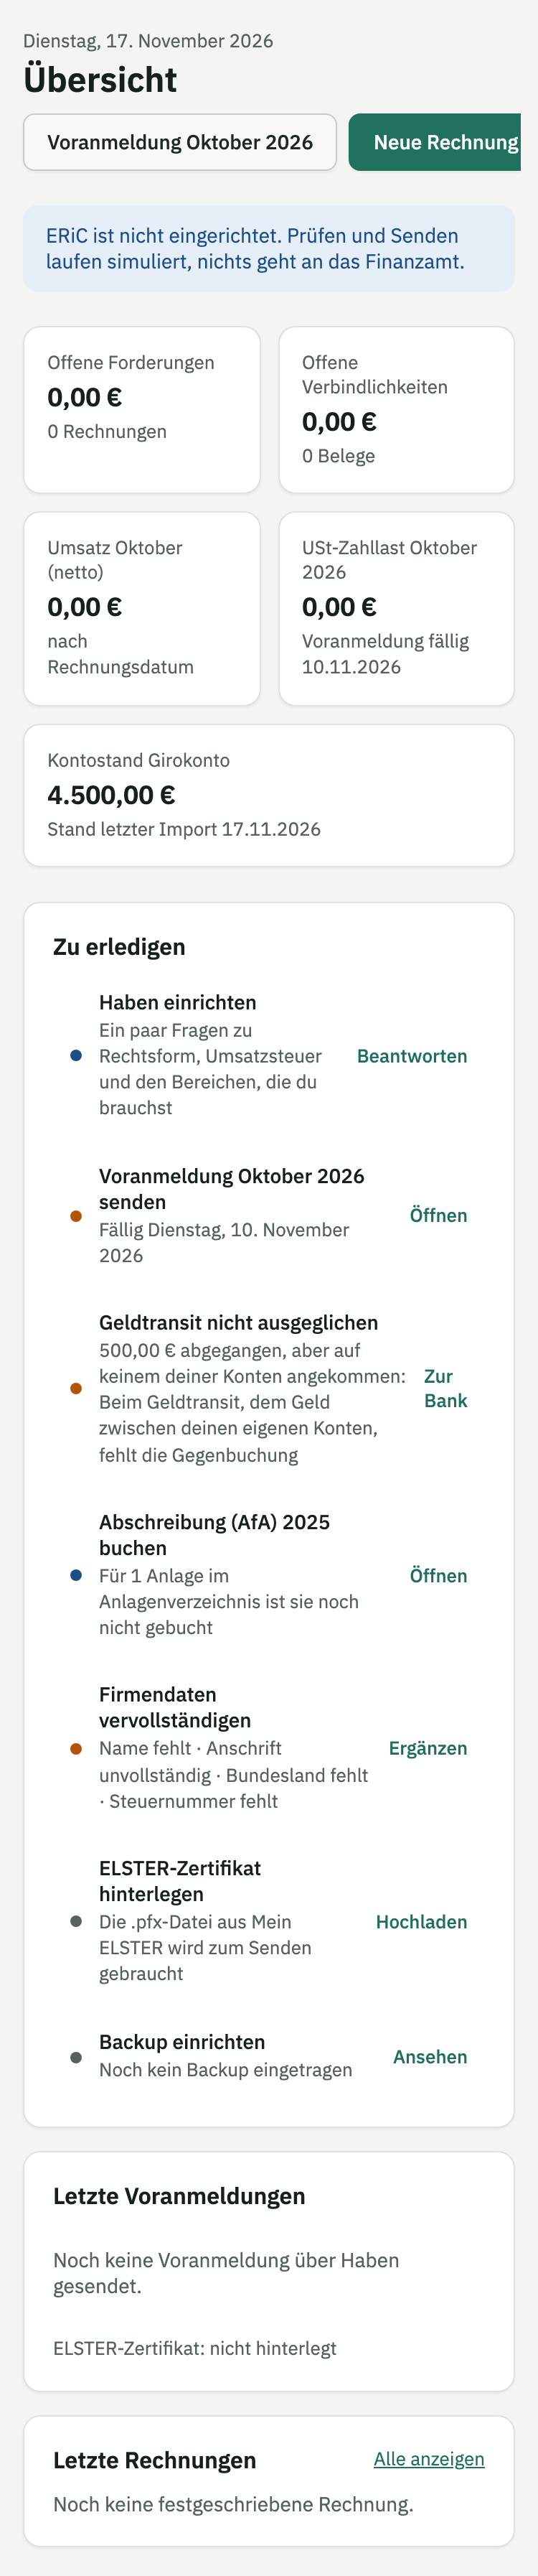 Dienstag, 17. November 2026
Übersicht
Voranmeldung Oktober 2026
Neue Rechnung
ERiC ist nicht eingerichtet. Prüfen und Senden
laufen simuliert, nichts geht an das Finanzamt.
Offene Forderungen
0,00 €
0 Rechnungen
Offene
Verbindlichkeiten
0,00 €
0 Belege
Umsatz Oktober
(netto)
0,00 €
nach
Rechnungsdatum
USt-Zahllast Oktober
2026
0,00 €
Voranmeldung fällig
10.11.2026
Kontostand Girokonto
4.500,00 €
Stand letzter Import 17.11.2026
Zu erledigen
Haben einrichten
Ein paar Fragen zu
Rechtsform, Umsatzsteuer
und den Bereichen, die du
brauchst
Beantworten
Voranmeldung Oktober 2026
senden
Fällig Dienstag, 10. November
2026
Öffnen
Geldtransit nicht ausgeglichen
500,00 € abgegangen, aber auf
keinem deiner Konten angekommen:
Beim Geldtransit, dem Geld
zwischen deinen eigenen Konten,
fehlt die Gegenbuchung
Zur
Bank
Abschreibung (AfA) 2025
buchen
Für 1 Anlage im
Anlagenverzeichnis ist sie noch
nicht gebucht
Öffnen
Firmendaten
vervollständigen
Name fehlt · Anschrift
unvollständig · Bundesland fehlt
· Steuernummer fehlt
Ergänzen
ELSTER-Zertifikat
hinterlegen
Die .pfx-Datei aus Mein
ELSTER wird zum Senden
gebraucht
Hochladen
Backup einrichten
Noch kein Backup eingetragen
Ansehen
Letzte Voranmeldungen
Noch keine Voranmeldung über Haben
gesendet.
ELSTER-Zertifikat: nicht hinterlegt
Letzte Rechnungen
Alle anzeigen
Noch keine festgeschriebene Rechnung.